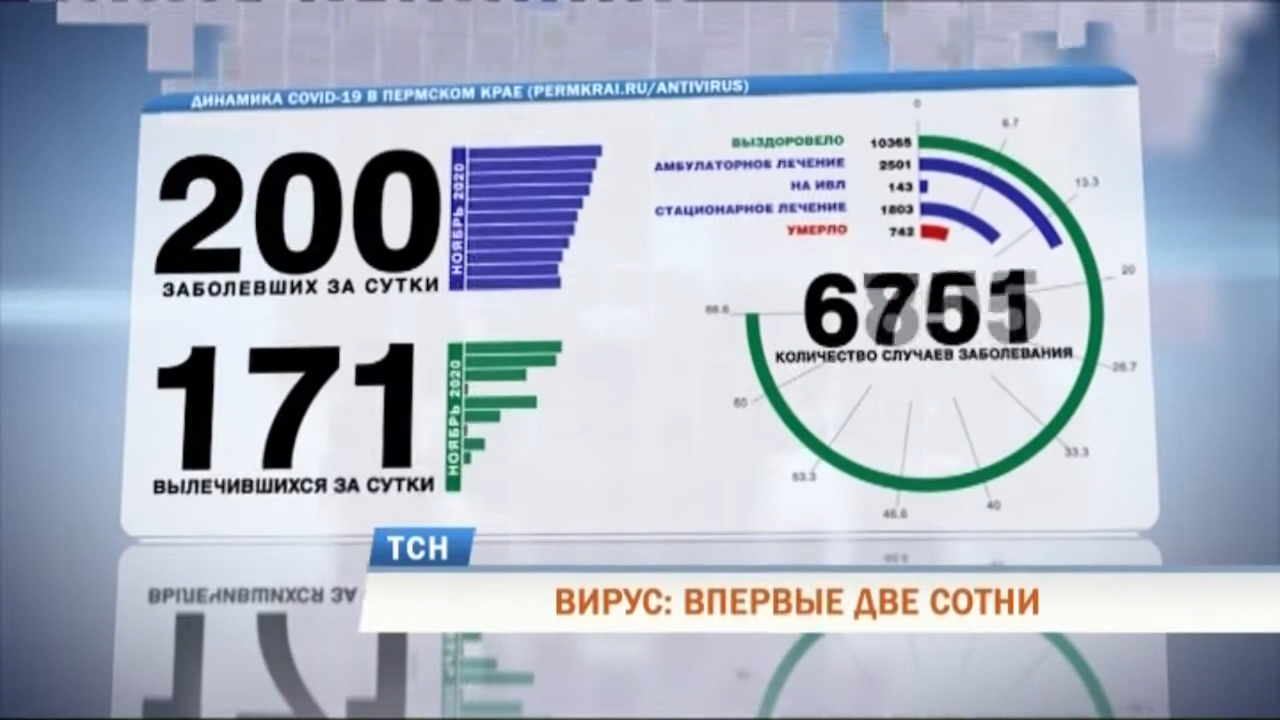 ДИНАМИКА COVID-19 В ПЕРМСКОМ КРАЕ (PERMKRAI.RU/ANTIVIRUS)
200
ЗАБОЛЕВШИХ ЗА СУТКИ
НОЯБРЬ 2020
171
ВЫЛЕЧИВШИХСЯ ЗА СУТКИ
НОЯБРЬ 2020
ВЫЗДОРОВЕЛО 10365
АМБУЛАТОРНОЕ ЛЕЧЕНИЕ 2501
НА ИВЛ 143
СТАЦИОНАРНОЕ ЛЕЧЕНИЕ 1803
УМЕРЛО 742
0
6.7
13.3
20
26.7
33.3
40
46.6
53.3
60
66.6
КОЛИЧЕСТВО СЛУЧАЕВ ЗАБОЛЕВАНИЯ
ТСН
ВИРУС: ВПЕРВЫЕ ДВЕ СОТНИ